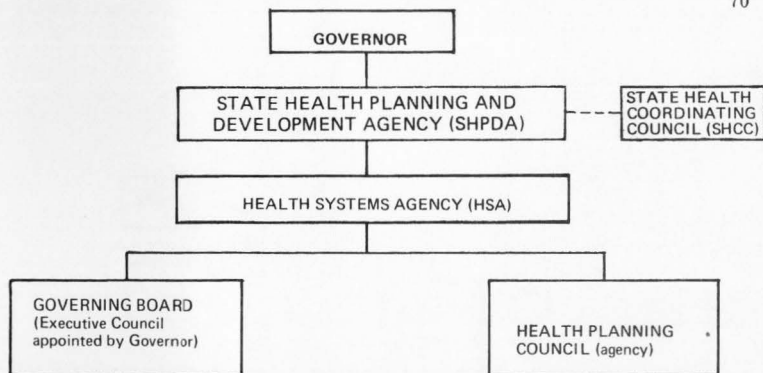 70
GOVERNOR
STATE HEALTH PLANNING AND
DEVELOPMENT AGENCY (SHPDA)
STATE HEALTH
COORDINATING
COUNCIL (SHCC)
HEALTH SYSTEMS AGENCY (HSA)
GOVERNING BOARD
(Executive Council
appointed by Governor)
HEALTH PLANNING
COUNCIL (agency)